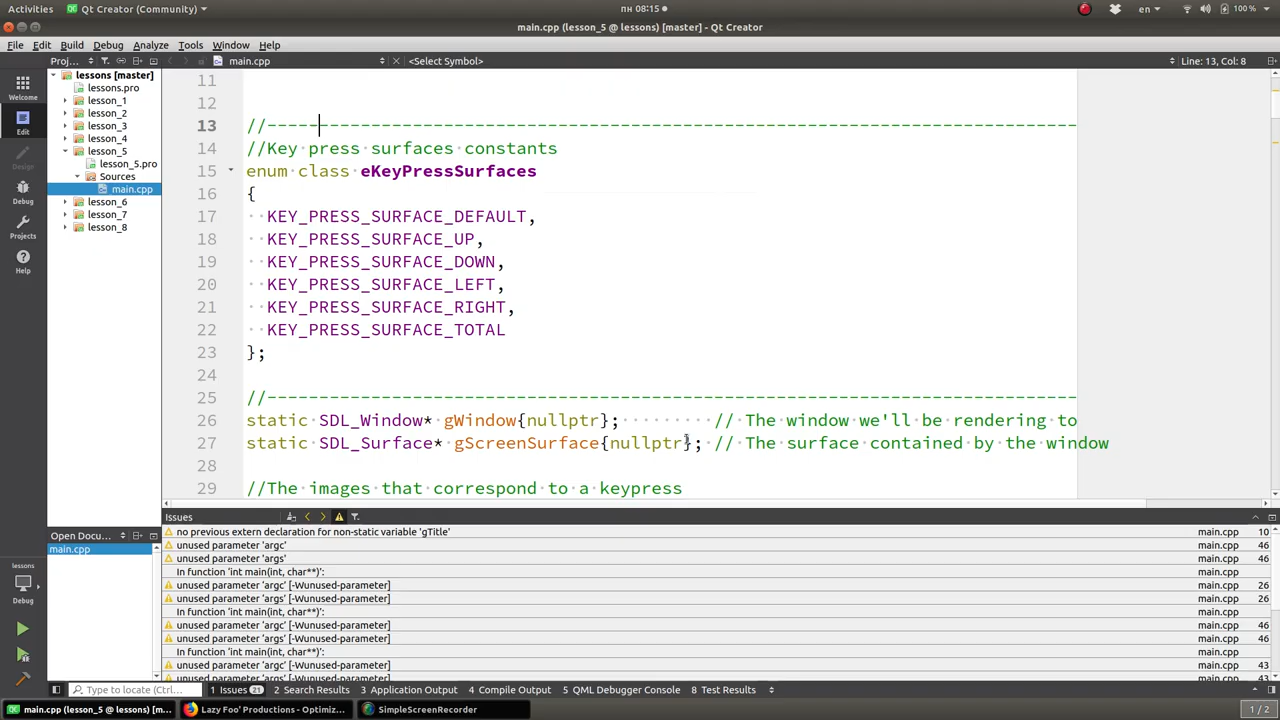 Activities Qt Creator (Community) пн 08:15 en 100 %
main.cpp (lesson_5 @ lessons) [master] - Qt Creator
File Edit Build Debug Analyze Tools Window Help
Proj... main.cpp <Select Symbol> Line: 13, Col: 8
Welcome
Edit
Design
Debug
Projects
Help
lessons [master]
lessons.pro
lesson_1
lesson_2
lesson_3
lesson_4
lesson_5
lesson_5.pro
Sources
main.cpp
lesson_6
lesson_7
lesson_8
11
12
13 //------------------------------------------------------------------------------
14 //Key press surfaces constants
15 enum class eKeyPressSurfaces
16 {
17 KEY_PRESS_SURFACE_DEFAULT,
18 KEY_PRESS_SURFACE_UP,
19 KEY_PRESS_SURFACE_DOWN,
20 KEY_PRESS_SURFACE_LEFT,
21 KEY_PRESS_SURFACE_RIGHT,
22 KEY_PRESS_SURFACE_TOTAL
23 };
24
25 //------------------------------------------------------------------------------
26 static SDL_Window* gWindow{nullptr}; // The window we'll be rendering to
27 static SDL_Surface* gScreenSurface{nullptr}; // The surface contained by the window
28
29 //The images that correspond to a keypress
Issues
no previous extern declaration for non-static variable 'gTitle' main.cpp 10
unused parameter 'argc' main.cpp 46
unused parameter 'args' main.cpp 46
In function 'int main(int, char**)': main.cpp
unused parameter 'argc' [-Wunused-parameter] main.cpp 26
unused parameter 'args' [-Wunused-parameter] main.cpp 26
In function 'int main(int, char**)': main.cpp
unused parameter 'argc' [-Wunused-parameter] main.cpp 46
unused parameter 'args' [-Wunused-parameter] main.cpp 46
In function 'int main(int, char**)': main.cpp
unused parameter 'argc' [-Wunused-parameter] main.cpp 43
unused parameter 'args' [-Wunused-parameter] main.cpp 43
Open Docu...
main.cpp
lessons
Debug
Type to locate (Ctrl+... 1 Issues 21 2 Search Results 3 Application Output 4 Compile Output 5 QML Debugger Console 8 Test Results
main.cpp (lesson_5 @ lessons) [m... Lazy Foo' Productions - Optimiz... SimpleScreenRecorder 1 / 2